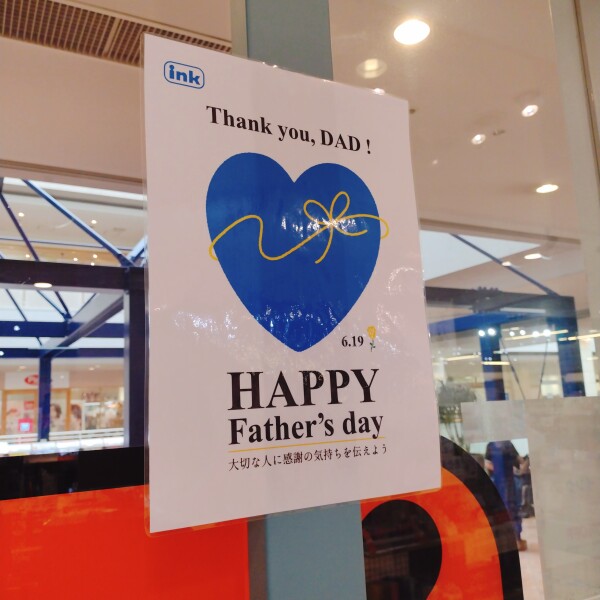 ink
Thank you, DAD !
6.19
HAPPY
Father's day
大切な人に感謝の気持ちを伝えよう